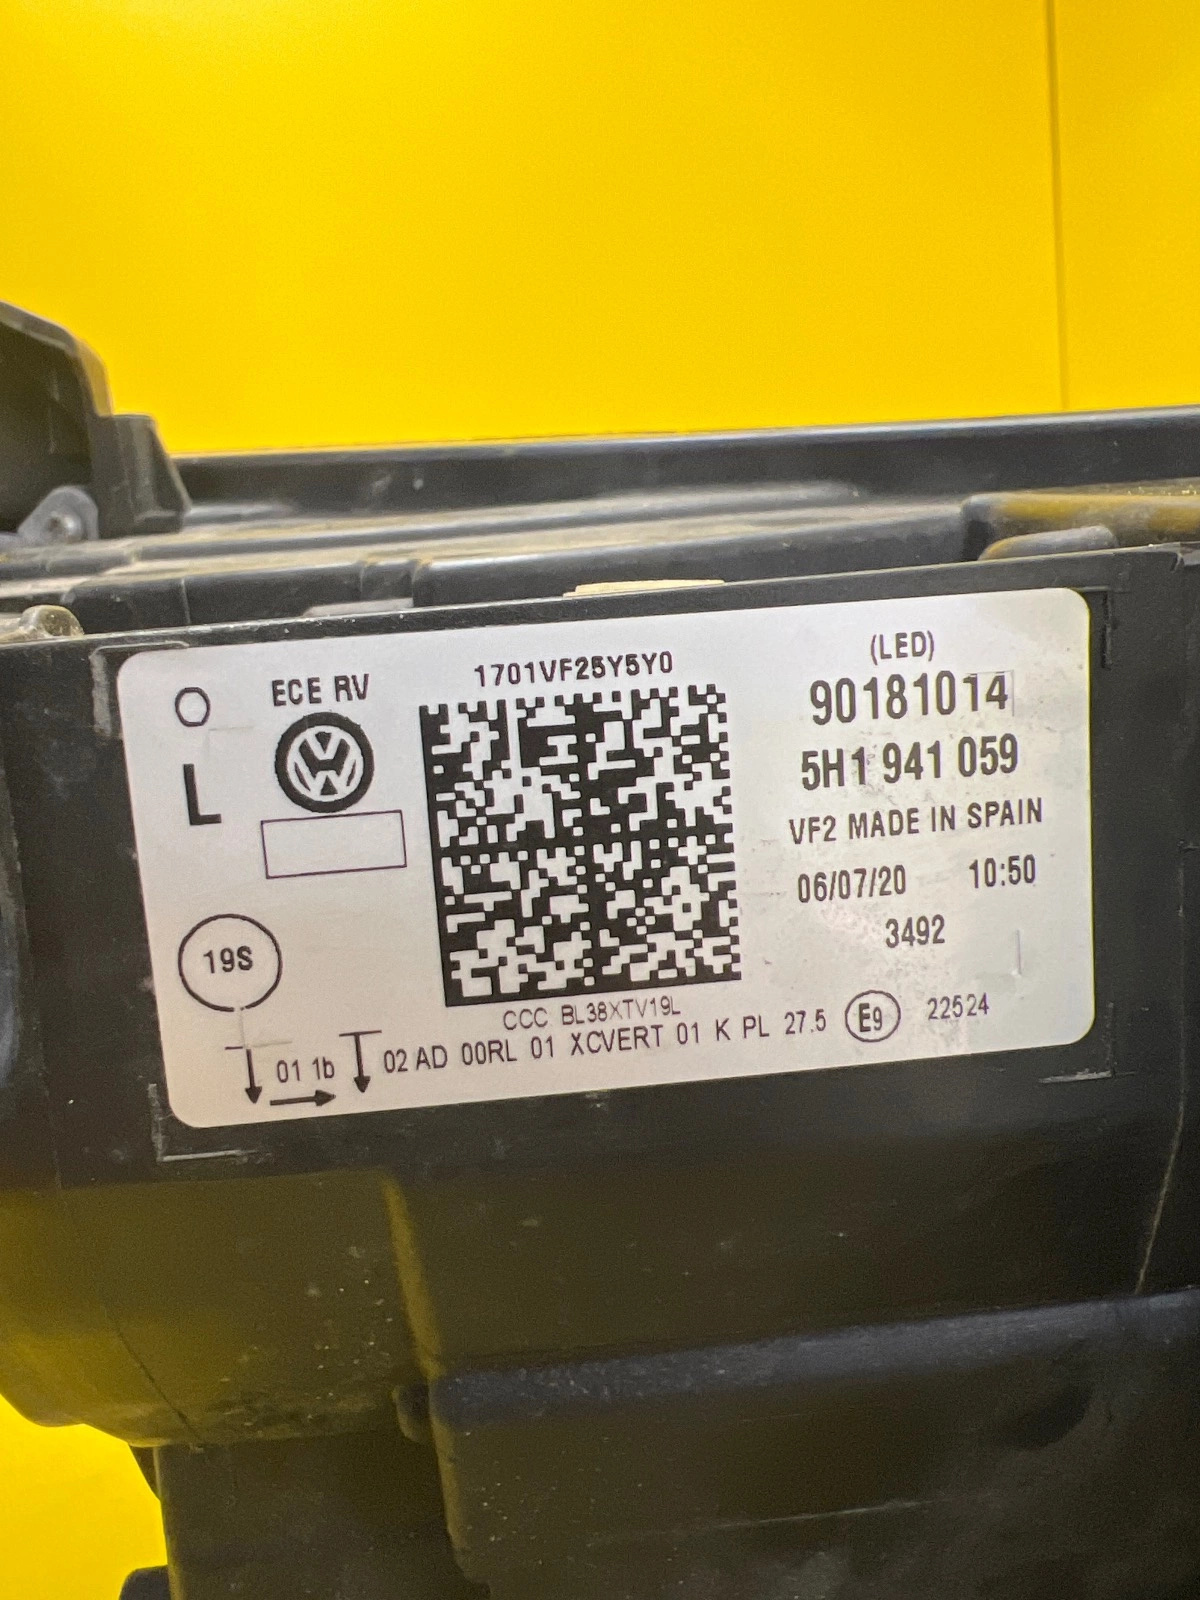 O
L
ECE RV
19S
1701VF25Y5Y0
(LED)
90181014
5H1 941 059
VF2 MADE IN SPAIN
06/07/20 10:50
3492
CCC BL38XTV19L
01 1b 02 AD 00RL 01 XCVERT 01 K PL 27.5 E9 22524